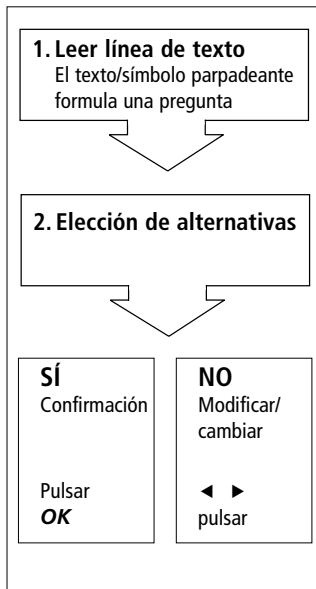 1. Leer línea de texto
El texto/símbolo parpadeante
formula una pregunta
2. Elección de alternativas
SÍ
Confirmación
Pulsar
OK
NO
Modificar/
cambiar
◄ ►
pulsar